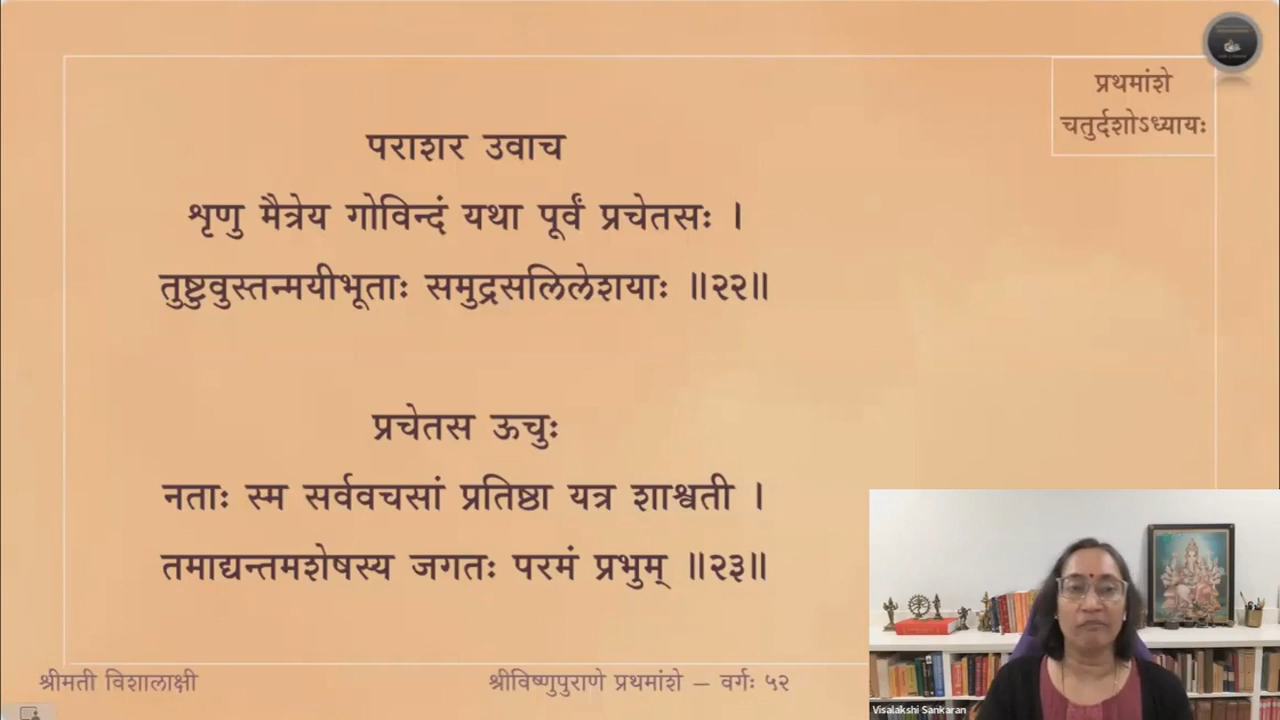 प्रथमांशे
चतुर्दशोऽध्यायः
पराशर उवाच
शृणु मैत्रेय गोविन्दं यथा पूर्वं प्रचेतसः ।
तुष्टुवुस्तन्मयीभूताः समुद्रसलिलेशयाः ॥२२॥
प्रचेतस ऊचुः
नताः स्म सर्ववचसां प्रतिष्ठा यत्र शाश्वती ।
तमाद्यन्तमशेषस्य जगतः परमं प्रभुम् ॥२३॥
श्रीमती विशालाक्षी
श्रीविष्णुपुराणे प्रथमांशे – वर्गः ५२
Visalakshi Sankaran